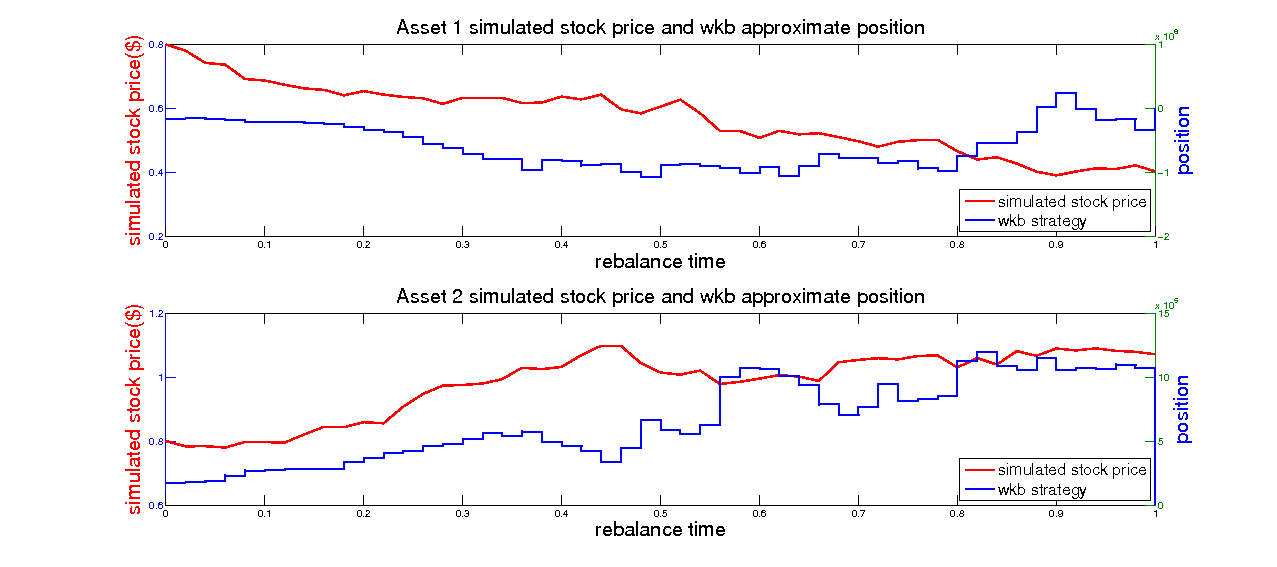 Asset 1 simulated stock price and wkb approximate position
x 10
0.8
0.6
0.4
0.2
1
0
-1
-2
simulated stock price($)
position
simulated stock price
wkb strategy
0 0.1 0.2 0.3 0.4 0.5 0.6 0.7 0.8 0.9 1
rebalance time
Asset 2 simulated stock price and wkb approximate position
x 10
1.2
1
0.8
0.6
15
10
5
0
simulated stock price($)
position
simulated stock price
wkb strategy
0 0.1 0.2 0.3 0.4 0.5 0.6 0.7 0.8 0.9 1
rebalance time